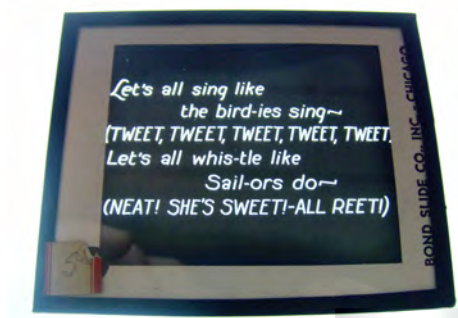 Let's all sing like
the bird-ies sing~
(TWEET, TWEET, TWEET, TWEET, TWEET,
Let's all whis-tle like
Sail-ors do~
(NEAT! SHE'S SWEET!-ALL REET!)
BOND SLIDE CO., INC. - CHICAGO